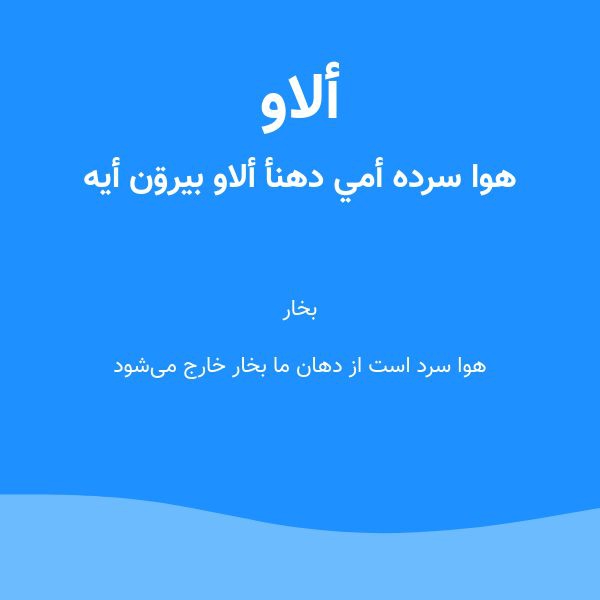 ألاو
هوا سرده أمي دهنأ ألاو بيرۊن أيه
بخار
هوا سرد است از دهان ما بخار خارج می‌شود